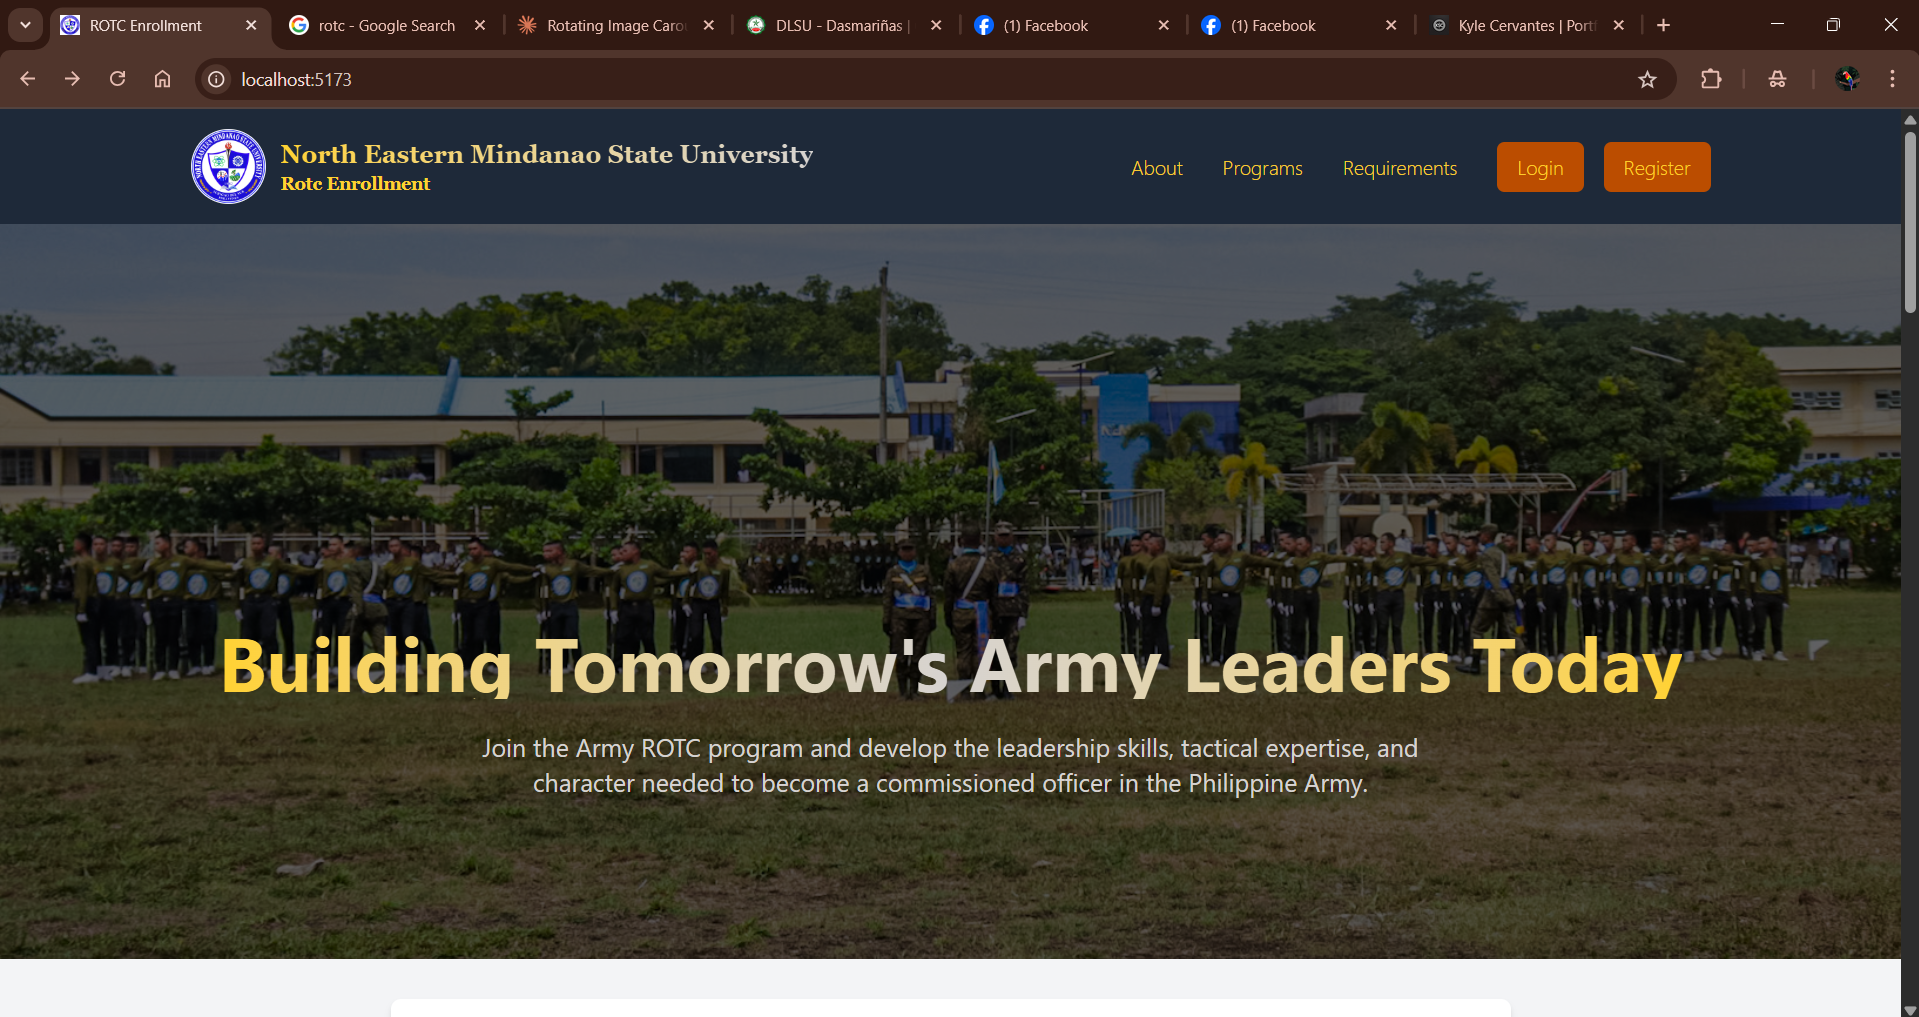 ROTC Enrollment
rotc - Google Search
Rotating Image Carou
DLSU - Dasmariñas |
(1) Facebook
(1) Facebook
Kyle Cervantes | Portf
localhost:5173
North Eastern Mindanao State University
Rotc Enrollment
About
Programs
Requirements
Login
Register
Building Tomorrow's Army Leaders Today
Join the Army ROTC program and develop the leadership skills, tactical expertise, and
character needed to become a commissioned officer in the Philippine Army.